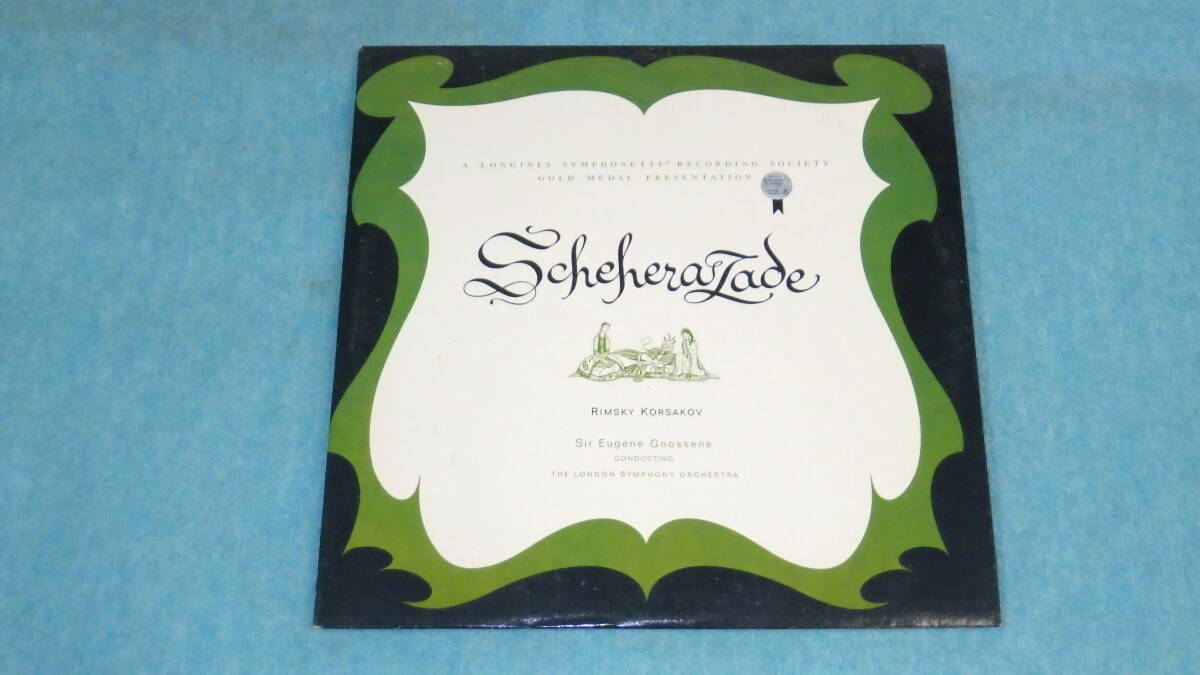 A LONGINES SYMPHONETTE® RECORDING SOCIETY
GOLD MEDAL PRESENTATION
Scheherazade
RIMSKY KORSAKOV
Sir Eugene Goossens
CONDUCTING
THE LONDON SYMPHONY ORCHESTRA